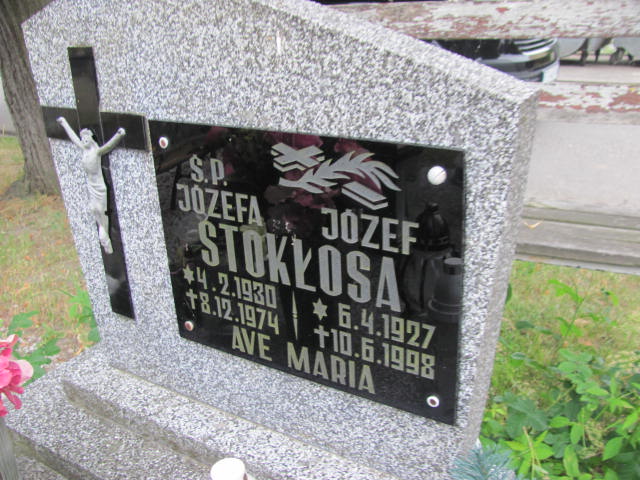 Ś.P.
JÓZEFA JÓZEF
STOKŁOSA
* 4.2.1930 * 6.4.1927
✝ 8.12.1974 ✝ 10.6.1998
AVE MARIA